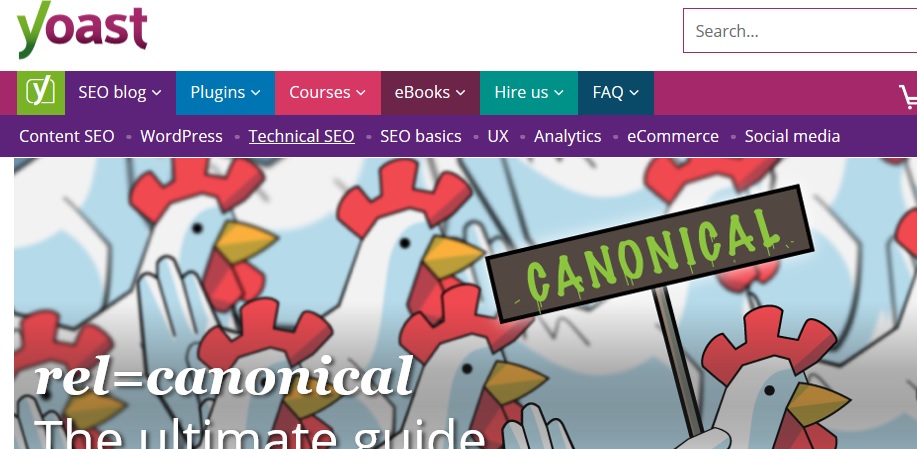 yoast
Search...
y SEO blog Plugins Courses eBooks Hire us FAQ
Content SEO • WordPress • Technical SEO • SEO basics • UX • Analytics • eCommerce • Social media
CANONICAL
rel=canonical
The ultimate guide